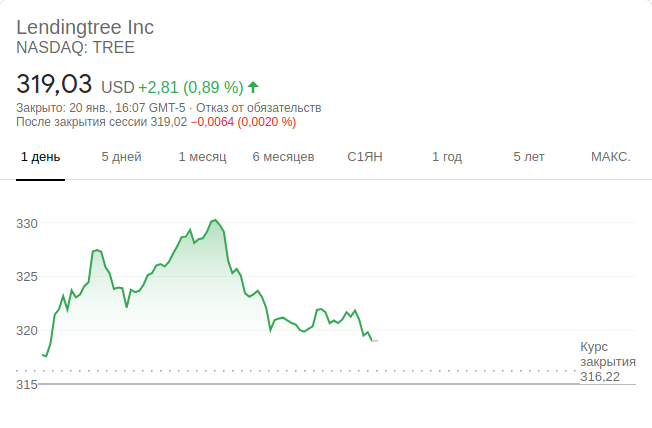 Lendingtree Inc
NASDAQ: TREE
319,03 USD +2,81 (0,89 %)
Закрыто: 20 янв., 16:07 GMT-5 · Отказ от обязательств
После закрытия сессии 319,02 −0,0064 (0,0020 %)
1 день 5 дней 1 месяц 6 месяцев С1ЯН 1 год 5 лет МАКС.
330
325
320
315
Курс
закрытия
316,22